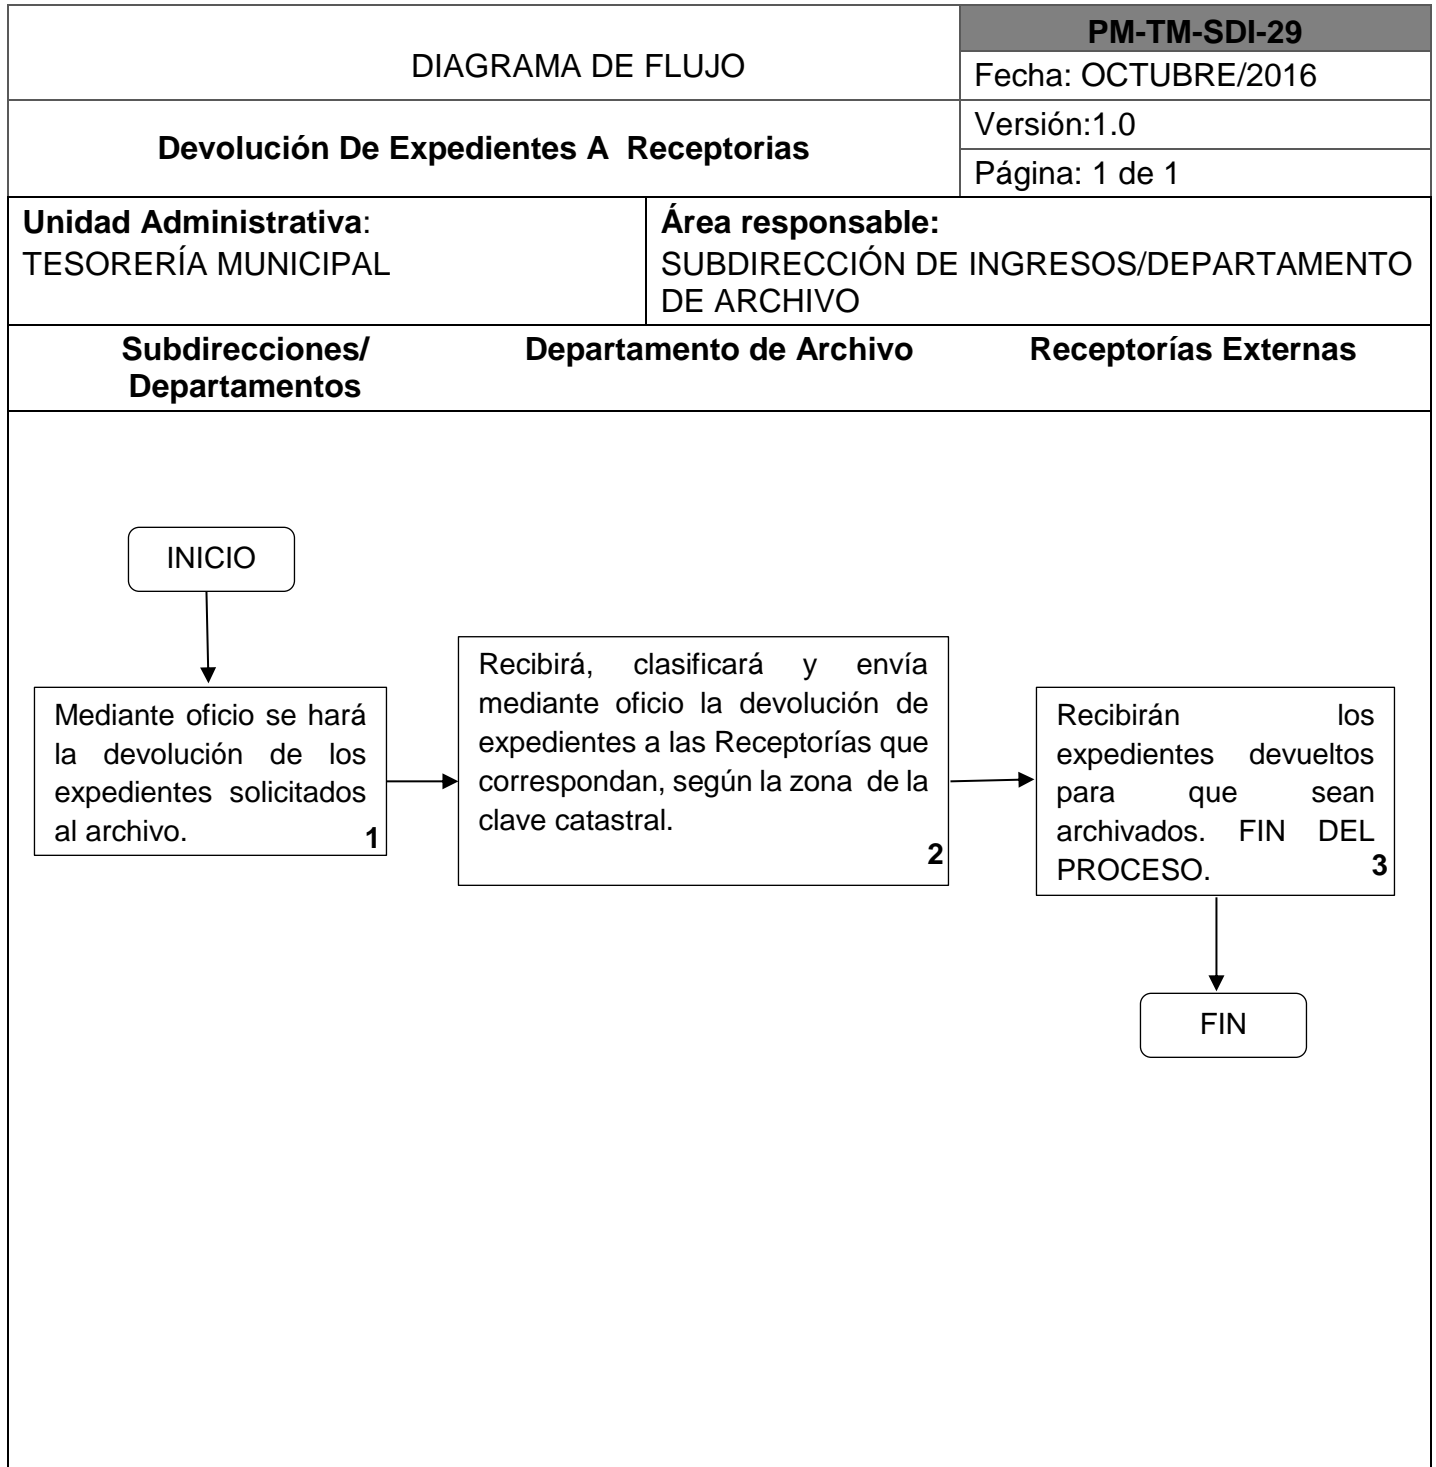 DIAGRAMA DE FLUJO
PM-TM-SDI-29
Fecha: OCTUBRE/2016
Devolución De Expedientes A  Receptorias
Versión:1.0
Página: 1 de 1
Unidad Administrativa:
TESORERÍA MUNICIPAL
Área responsable:
SUBDIRECCIÓN DE INGRESOS/DEPARTAMENTO
DE ARCHIVO
Subdirecciones/
Departamentos
Departamento de Archivo
Receptorías Externas
INICIO
Mediante oficio se hará
la devolución de los
expedientes solicitados
al archivo.
1
Recibirá, clasificará y envía
mediante oficio la devolución de
expedientes a las Receptorías que
correspondan, según la zona  de la
clave catastral.
2
Recibirán los
expedientes devueltos
para que sean
archivados. FIN DEL
PROCESO.
3
FIN